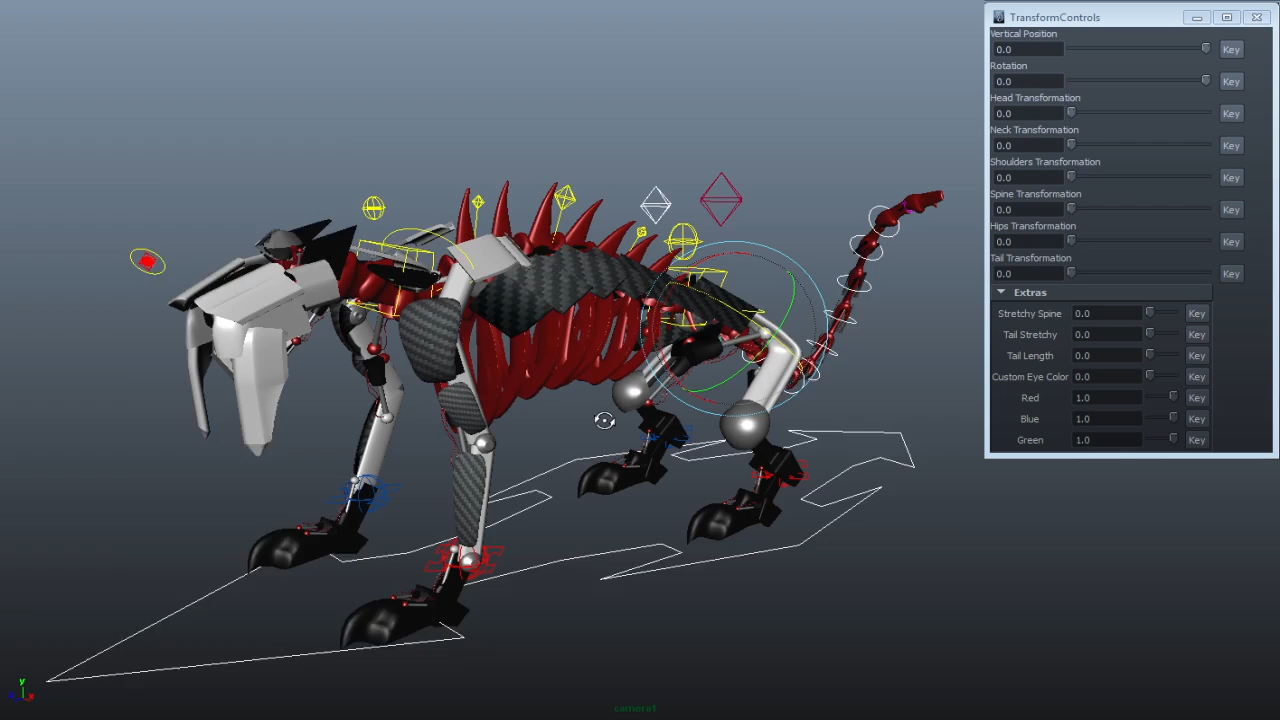 TransformControls
Vertical Position
0.0 Key
Rotation
0.0 Key
Head Transformation
0.0 Key
Neck Transformation
0.0 Key
Shoulders Transformation
0.0 Key
Spine Transformation
0.0 Key
Hips Transformation
0.0 Key
Tail Transformation
0.0 Key
Extras
Stretchy Spine 0.0 Key
Tail Stretchy 0.0 Key
Tail Length 0.0 Key
Custom Eye Color 0.0 Key
Red 1.0 Key
Blue 1.0 Key
Green 1.0 Key
y
x
camera1